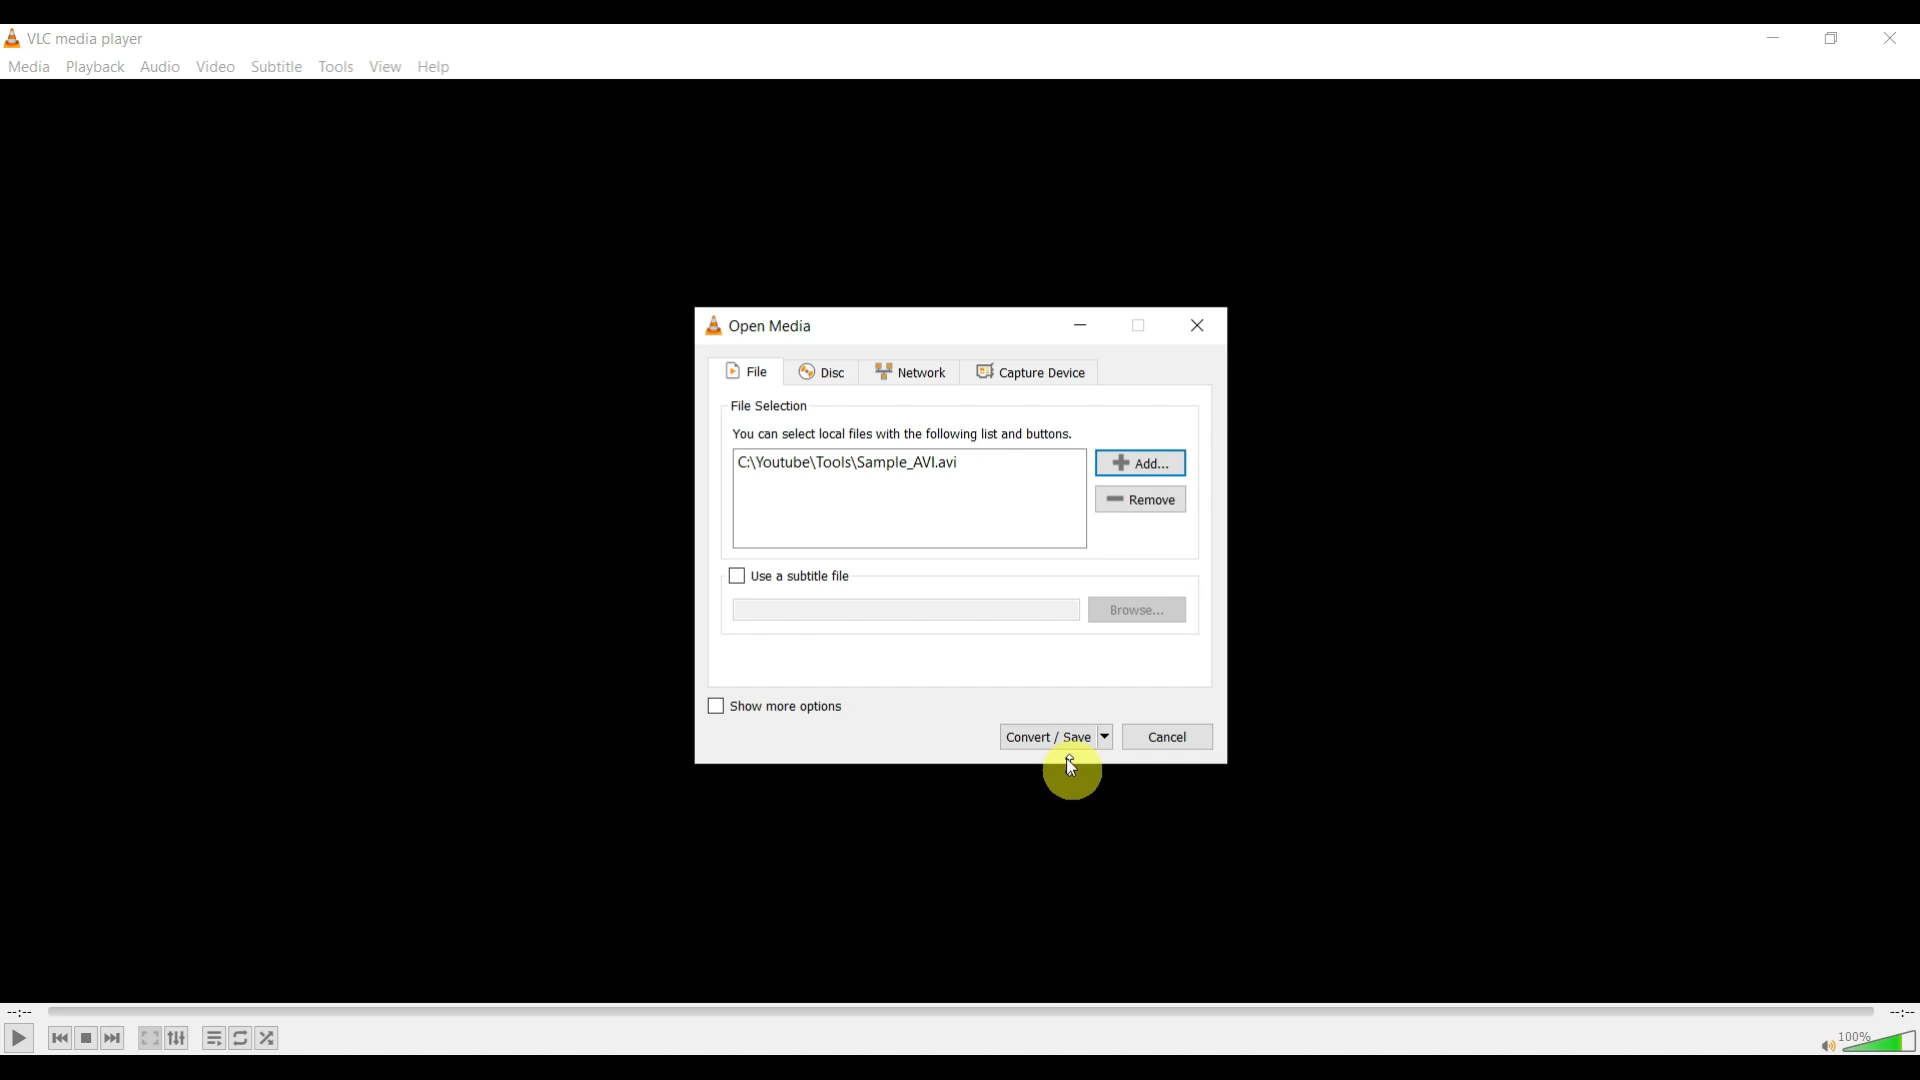 VLC media player
Media Playback Audio Video Subtitle Tools View Help
Open Media
File Disc Network Capture Device
File Selection
You can select local files with the following list and buttons.
C:\Youtube\Tools\Sample_AVI.avi
Add...
Remove
Use a subtitle file
Browse...
Show more options
Convert / Save Cancel
--:-- --:--
100%